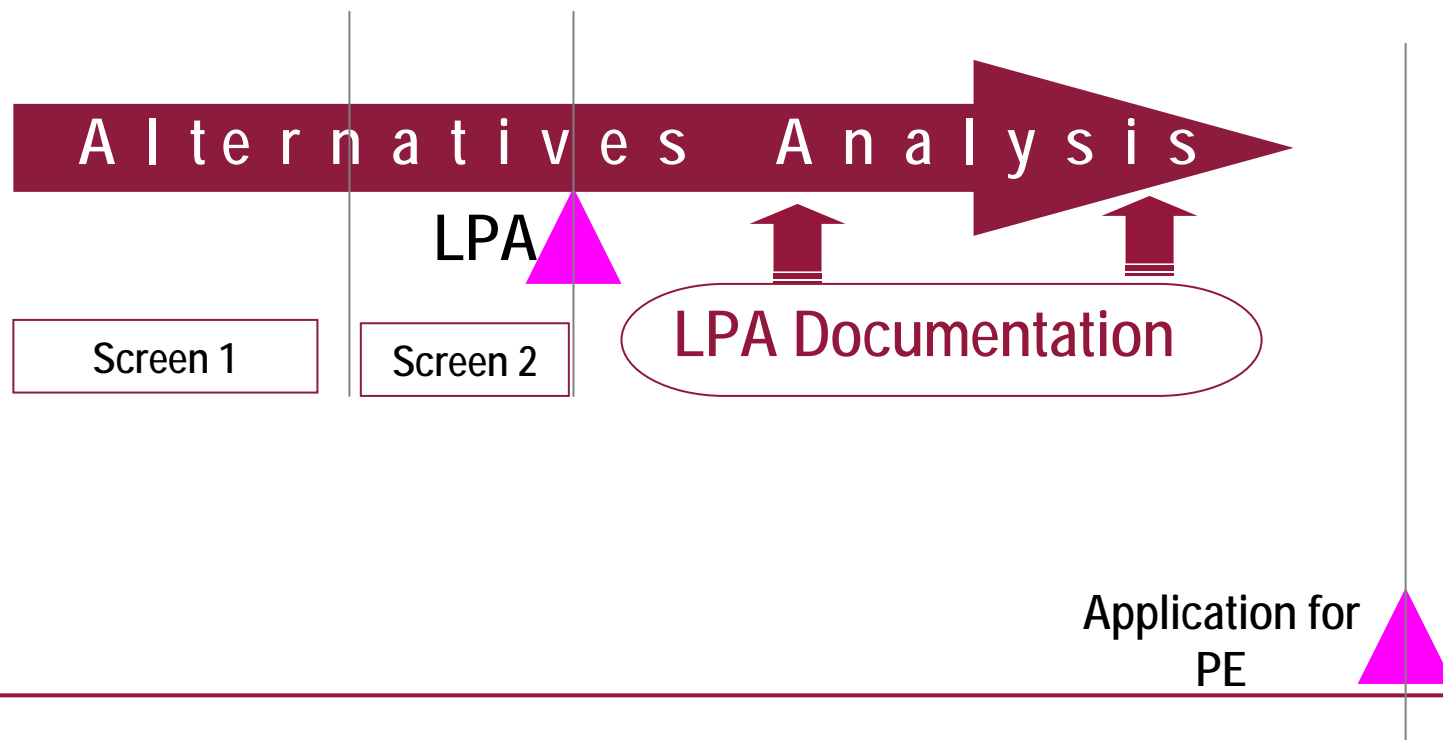 Alternatives Analysis
LPA
Screen 1
Screen 2
LPA Documentation
Application for
PE